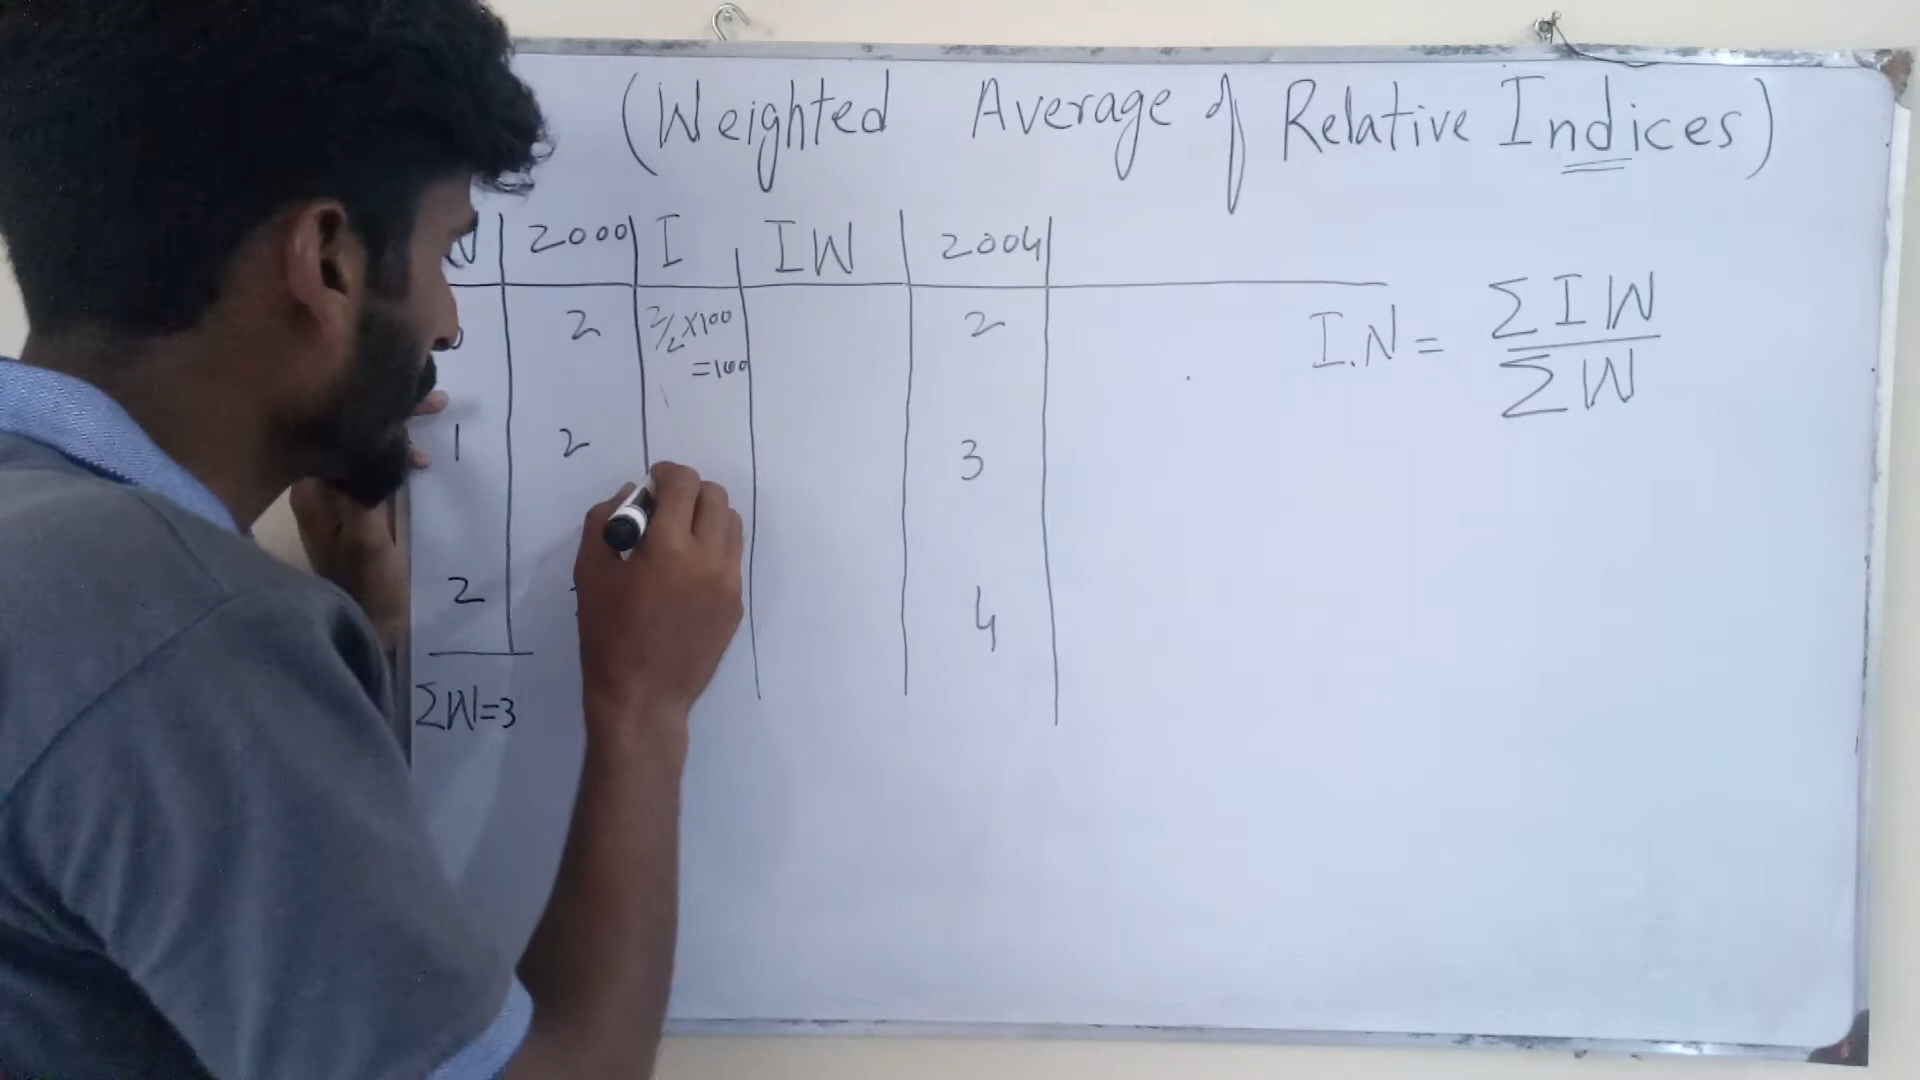 (Weighted Average of Relative Indices)
2000 I IW 2004
2 2/2 ×100 2
=100
1 2 3
2 4
ΣW=3
I.N = ΣIW
ΣW